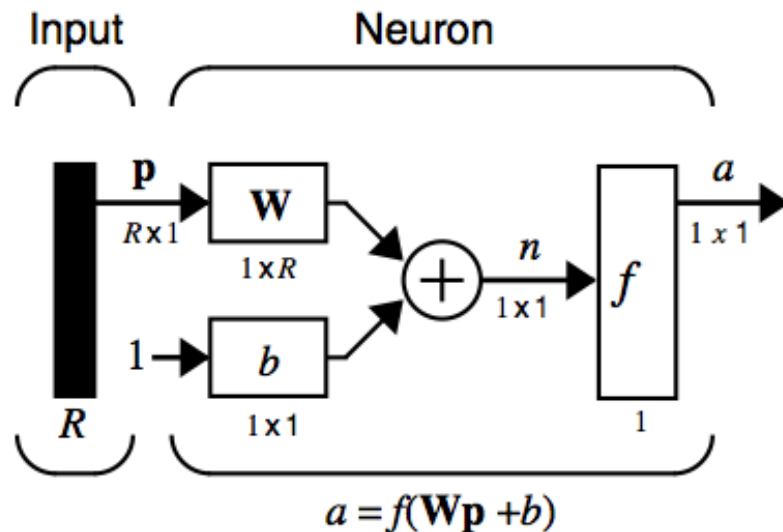 Input Neuron
p a
W
R x 1 1 x 1
1 x R n
f
1 x 1
1 b
R 1 x 1 1
a = f(Wp +b)